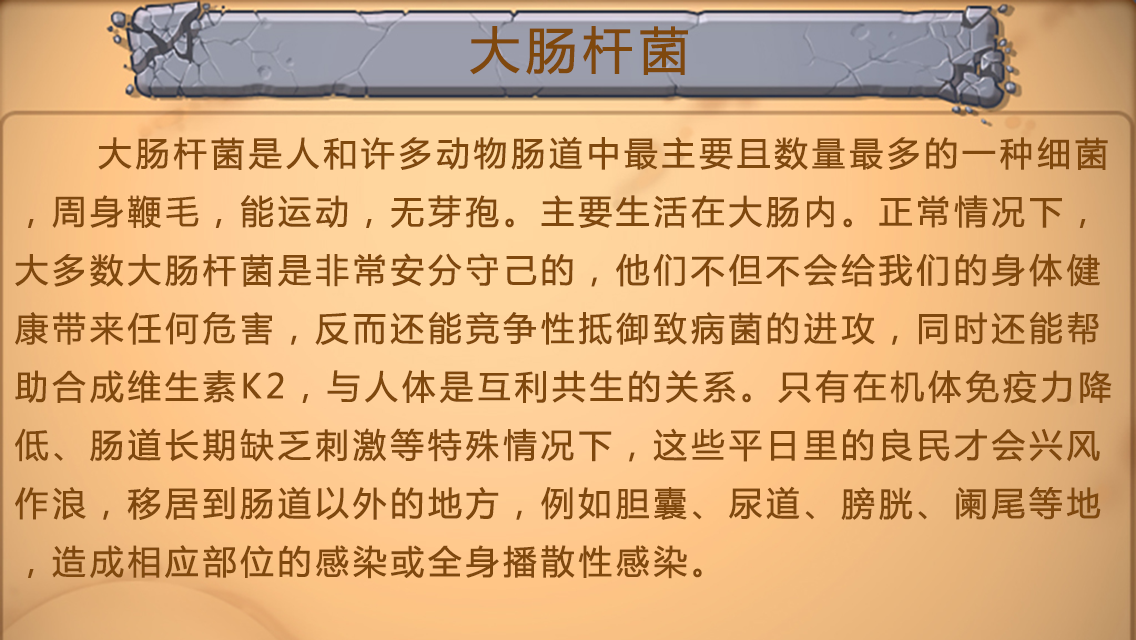 大肠杆菌
大肠杆菌是人和许多动物肠道中最主要且数量最多的一种细菌
，周身鞭毛，能运动，无芽孢。主要生活在大肠内。正常情况下，
大多数大肠杆菌是非常安分守己的，他们不但不会给我们的身体健
康带来任何危害，反而还能竞争性抵御致病菌的进攻，同时还能帮
助合成维生素K2，与人体是互利共生的关系。只有在机体免疫力降
低、肠道长期缺乏刺激等特殊情况下，这些平日里的良民才会兴风
作浪，移居到肠道以外的地方，例如胆囊、尿道、膀胱、阑尾等地
，造成相应部位的感染或全身播散性感染。